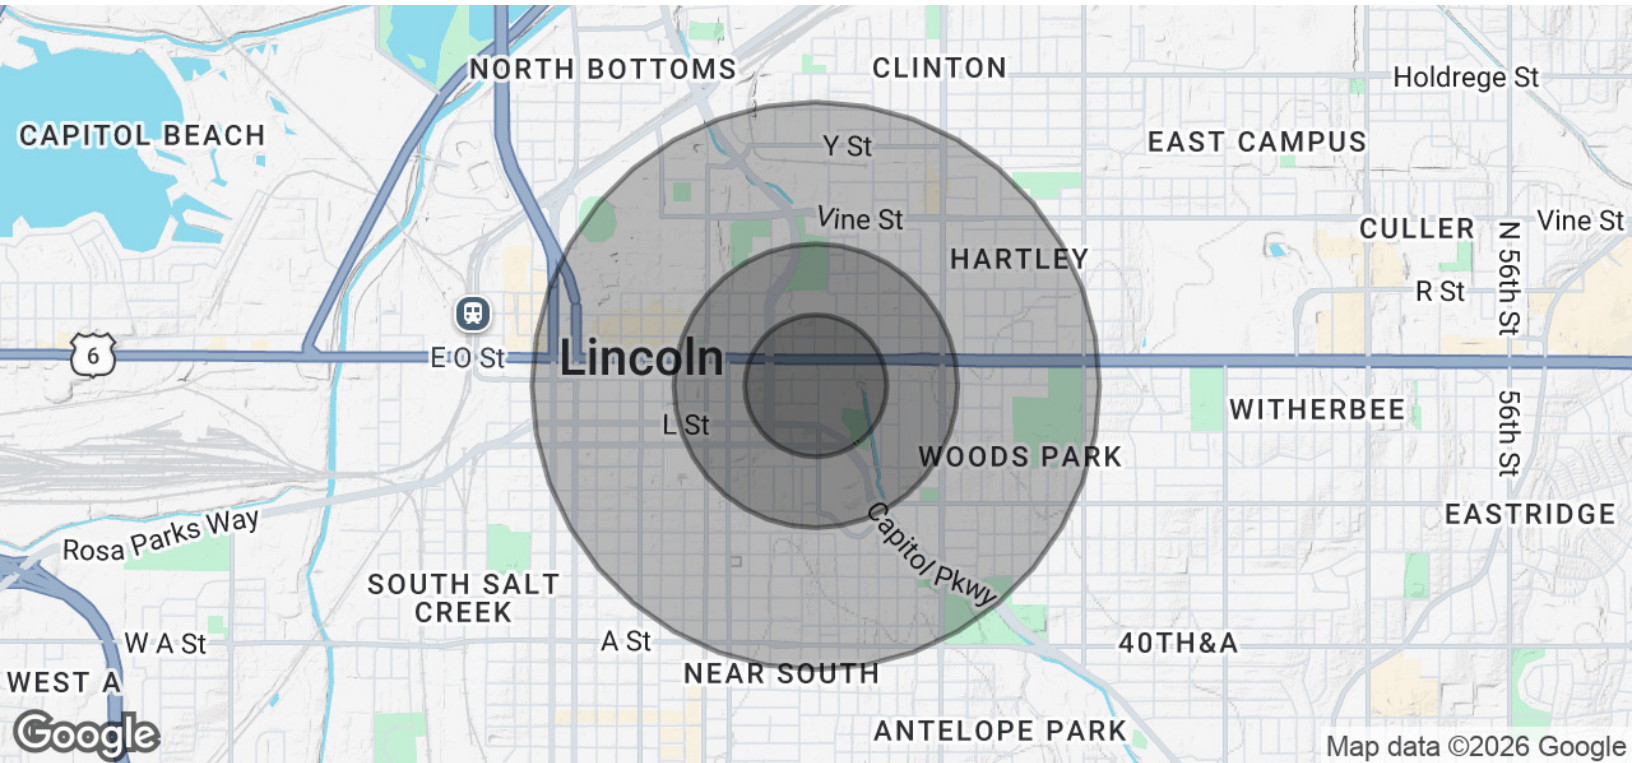 NORTH BOTTOMS
CLINTON
Holdrege St
CAPITOL BEACH
Y St
EAST CAMPUS
Vine St
Vine St
CULLER
N 56th St
HARTLEY
R St
6
E O St
Lincoln
L St
WITHERBEE
56th St
WOODS PARK
Rosa Parks Way
Capitol Pkwy
EASTRIDGE
SOUTH SALT
CREEK
W A St
A St
40TH&A
WEST A
NEAR SOUTH
ANTELOPE PARK
Google
Map data ©2026 Google